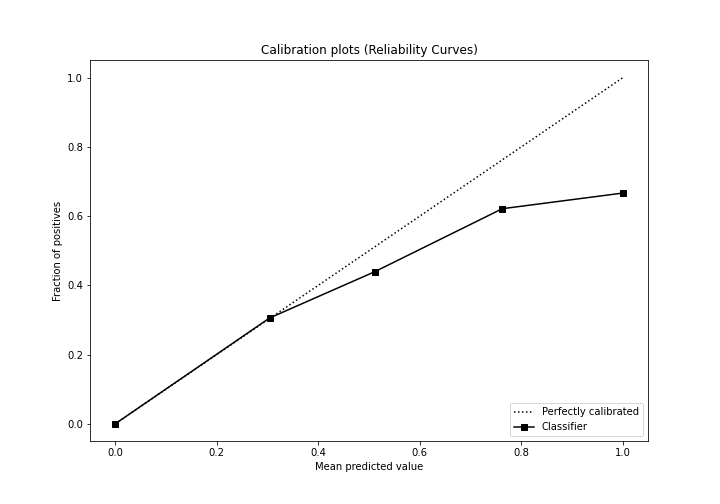 Calibration plots (Reliability Curves)
1.0
0.8
0.6
0.4
0.2
0.0
Fraction of positives
0.0 0.2 0.4 0.6 0.8 1.0
Mean predicted value
Perfectly calibrated
Classifier